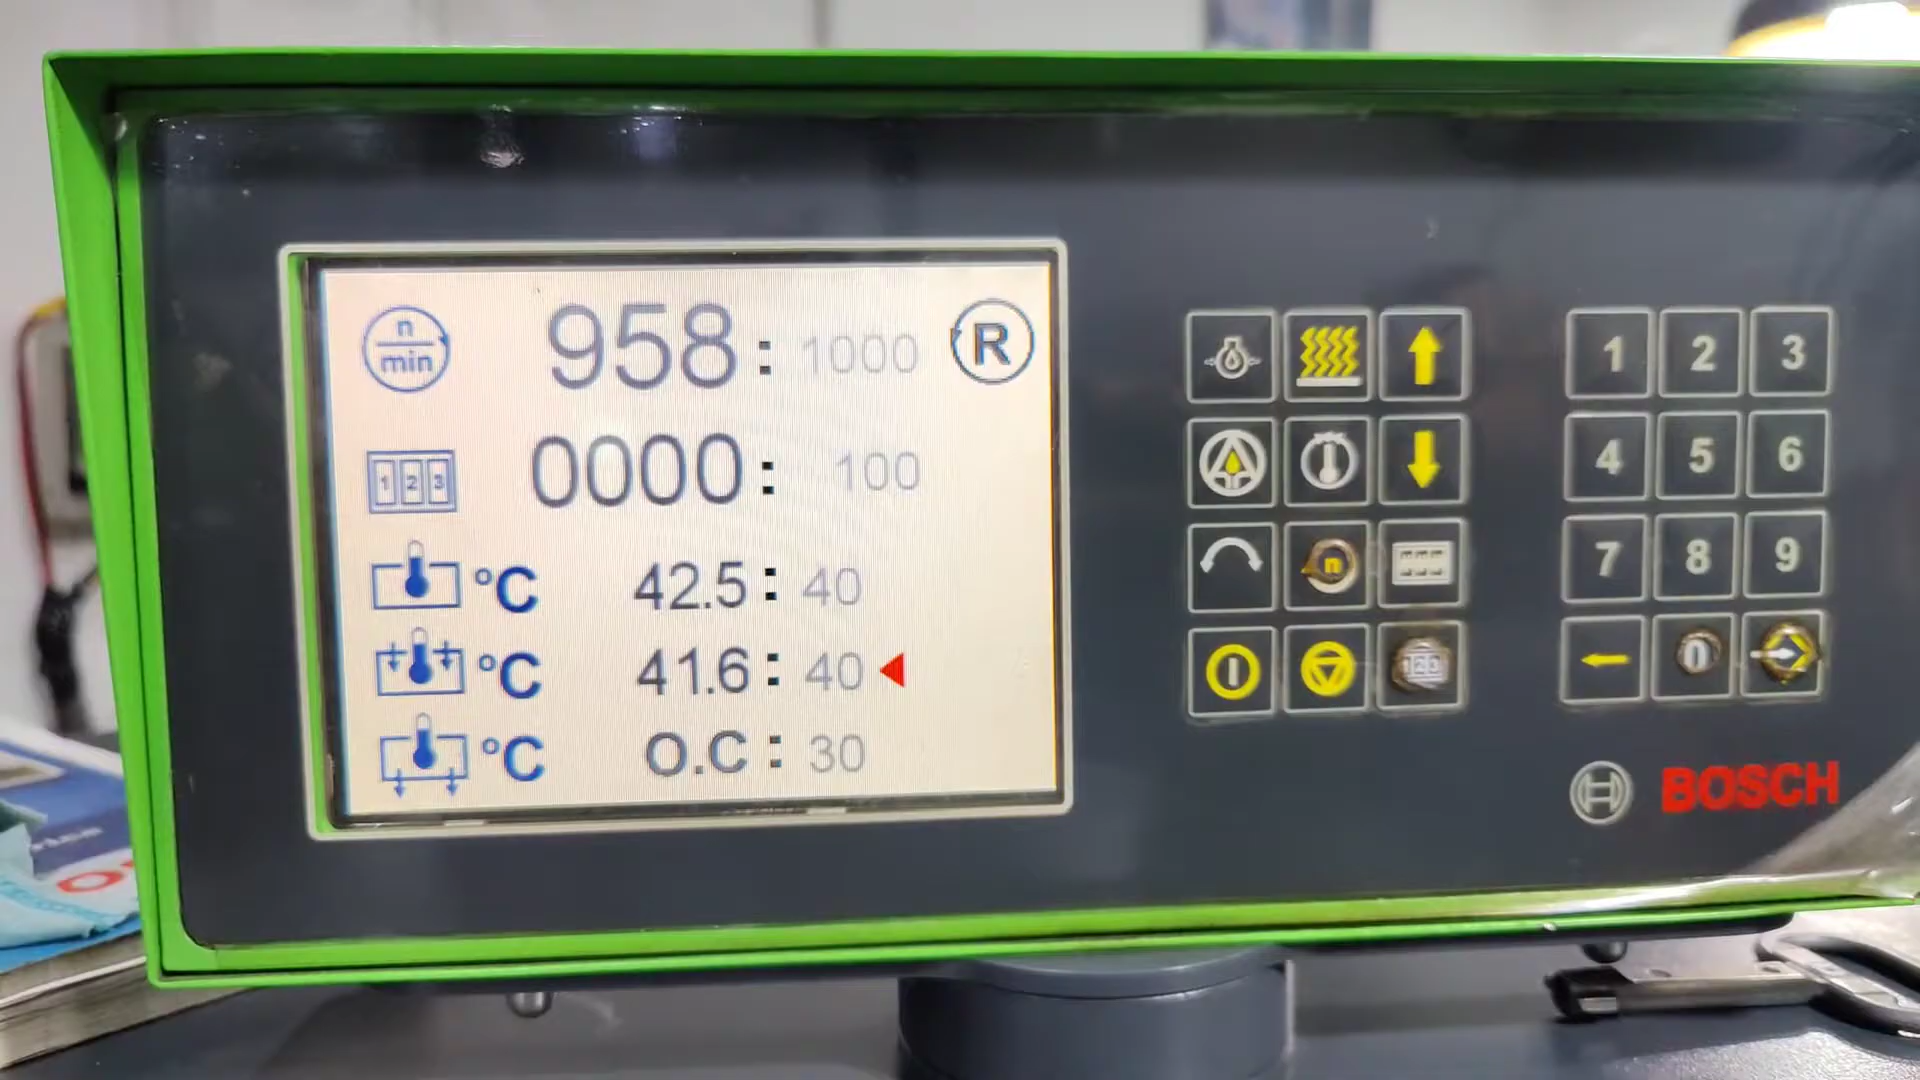 n
min
958 : 1000
R
1 2 3
0000 : 100
°C 42.5 : 40
°C 41.6 : 40
°C O.C : 30
n
123
1 2 3
4 5 6
7 8 9
0
BOSCH